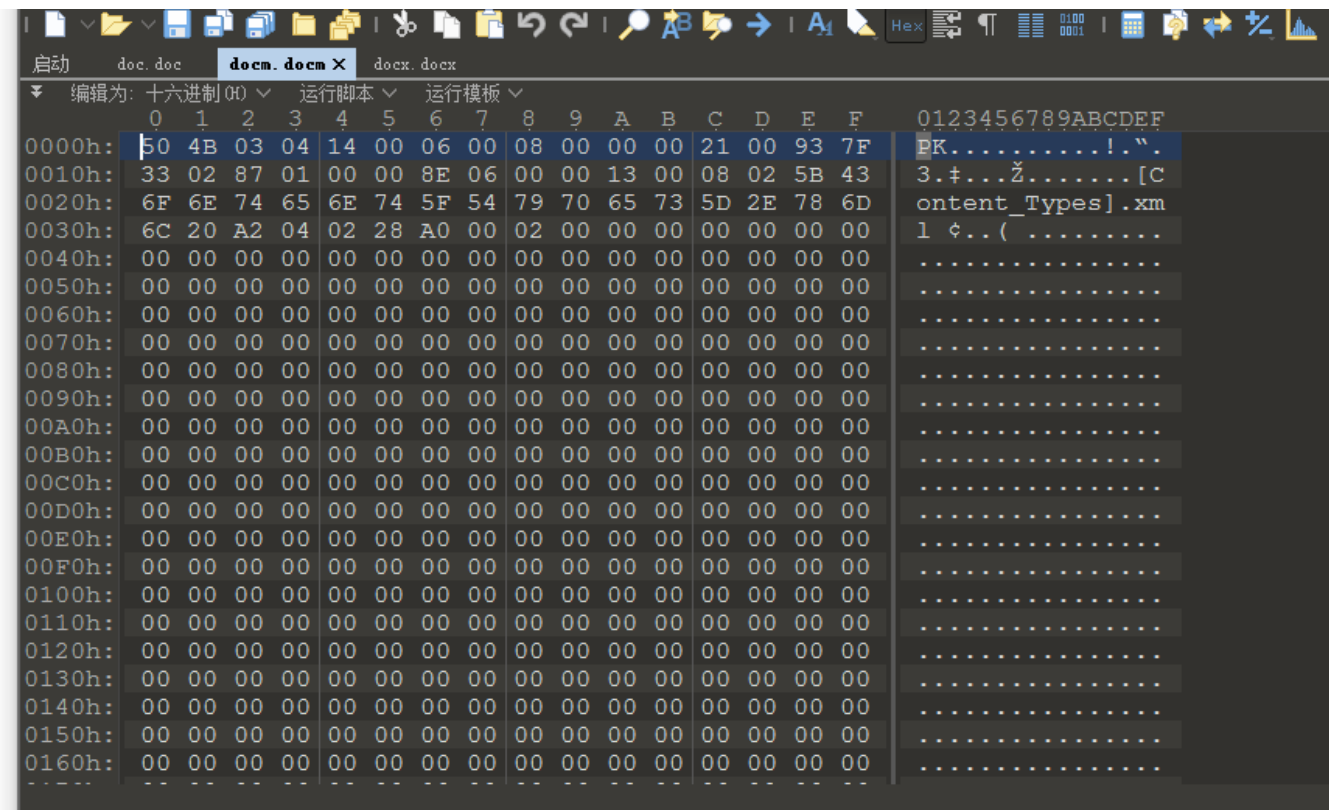 Hex
启动 doc.doc docm.docm × docx.docx
编辑为: 十六进制(H) 运行脚本 运行模板
0 1 2 3 4 5 6 7 8 9 A B C D E F 0123456789ABCDEF
0000h: 50 4B 03 04 14 00 06 00 08 00 00 00 21 00 93 7F PK..........!.“.
0010h: 33 02 87 01 00 00 8E 06 00 00 13 00 08 02 5B 43 3.‡...Ž.......[C
0020h: 6F 6E 74 65 6E 74 5F 54 79 70 65 73 5D 2E 78 6D ontent_Types].xm
0030h: 6C 20 A2 04 02 28 A0 00 02 00 00 00 00 00 00 00 l ¢..( .........
0040h: 00 00 00 00 00 00 00 00 00 00 00 00 00 00 00 00 ................
0050h: 00 00 00 00 00 00 00 00 00 00 00 00 00 00 00 00 ................
0060h: 00 00 00 00 00 00 00 00 00 00 00 00 00 00 00 00 ................
0070h: 00 00 00 00 00 00 00 00 00 00 00 00 00 00 00 00 ................
0080h: 00 00 00 00 00 00 00 00 00 00 00 00 00 00 00 00 ................
0090h: 00 00 00 00 00 00 00 00 00 00 00 00 00 00 00 00 ................
00A0h: 00 00 00 00 00 00 00 00 00 00 00 00 00 00 00 00 ................
00B0h: 00 00 00 00 00 00 00 00 00 00 00 00 00 00 00 00 ................
00C0h: 00 00 00 00 00 00 00 00 00 00 00 00 00 00 00 00 ................
00D0h: 00 00 00 00 00 00 00 00 00 00 00 00 00 00 00 00 ................
00E0h: 00 00 00 00 00 00 00 00 00 00 00 00 00 00 00 00 ................
00F0h: 00 00 00 00 00 00 00 00 00 00 00 00 00 00 00 00 ................
0100h: 00 00 00 00 00 00 00 00 00 00 00 00 00 00 00 00 ................
0110h: 00 00 00 00 00 00 00 00 00 00 00 00 00 00 00 00 ................
0120h: 00 00 00 00 00 00 00 00 00 00 00 00 00 00 00 00 ................
0130h: 00 00 00 00 00 00 00 00 00 00 00 00 00 00 00 00 ................
0140h: 00 00 00 00 00 00 00 00 00 00 00 00 00 00 00 00 ................
0150h: 00 00 00 00 00 00 00 00 00 00 00 00 00 00 00 00 ................
0160h: 00 00 00 00 00 00 00 00 00 00 00 00 00 00 00 00 ................